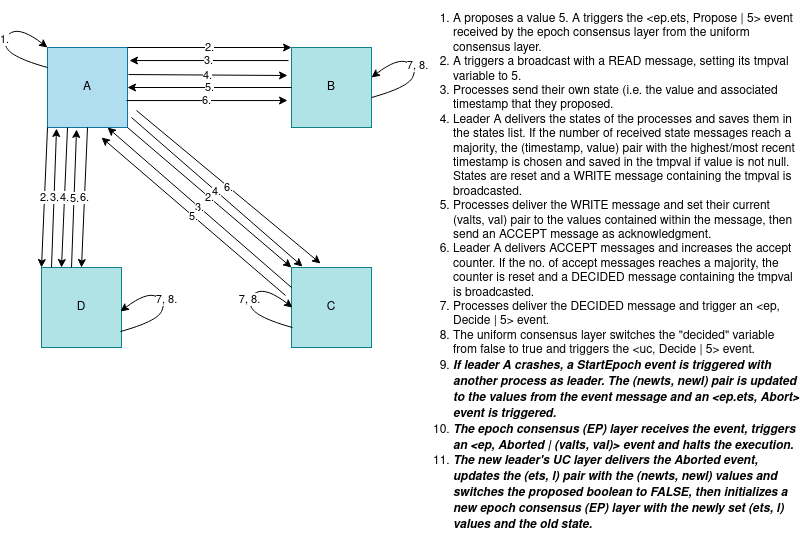 1.
2.
3.
4.
5.
6.
A
B
7, 8.
2.
3.
4.
5.
6.
4.
6.
2.
3.
5.
D
7, 8.
7, 8.
C
1. A proposes a value 5. A triggers the <ep.ets, Propose | 5> event
received by the epoch consensus layer from the uniform
consensus layer.
2. A triggers a broadcast with a READ message, setting its tmpval
variable to 5.
3. Processes send their own state (i.e. the value and associated
timestamp that they proposed.
4. Leader A delivers the states of the processes and saves them in
the states list. If the number of received state messages reach a
majority, the (timestamp, value) pair with the highest/most recent
timestamp is chosen and saved in the tmpval if value is not null.
States are reset and a WRITE message containing the tmpval is
broadcasted.
5. Processes deliver the WRITE message and set their current
(valts, val) pair to the values contained within the message, then
send an ACCEPT message as acknowledgment.
6. Leader A delivers ACCEPT messages and increases the accept
counter. If the no. of accept messages reaches a majority, the
counter is reset and a DECIDED message containing the tmpval
is broadcasted.
7. Processes deliver the DECIDED message and trigger an <ep,
Decide | 5> event.
8. The uniform consensus layer switches the "decided" variable
from false to true and triggers the <uc, Decide | 5> event.
9. If leader A crashes, a StartEpoch event is triggered with
another process as leader. The (newts, newl) pair is updated
to the values from the event message and an <ep.ets, Abort>
event is triggered.
10. The epoch consensus (EP) layer receives the event, triggers
an <ep, Aborted | (valts, val)> event and halts the execution.
11. The new leader's UC layer delivers the Aborted event,
updates the (ets, l) pair with the (newts, newl) values and
switches the proposed boolean to FALSE, then initializes a
new epoch consensus (EP) layer with the newly set (ets, l)
values and the old state.